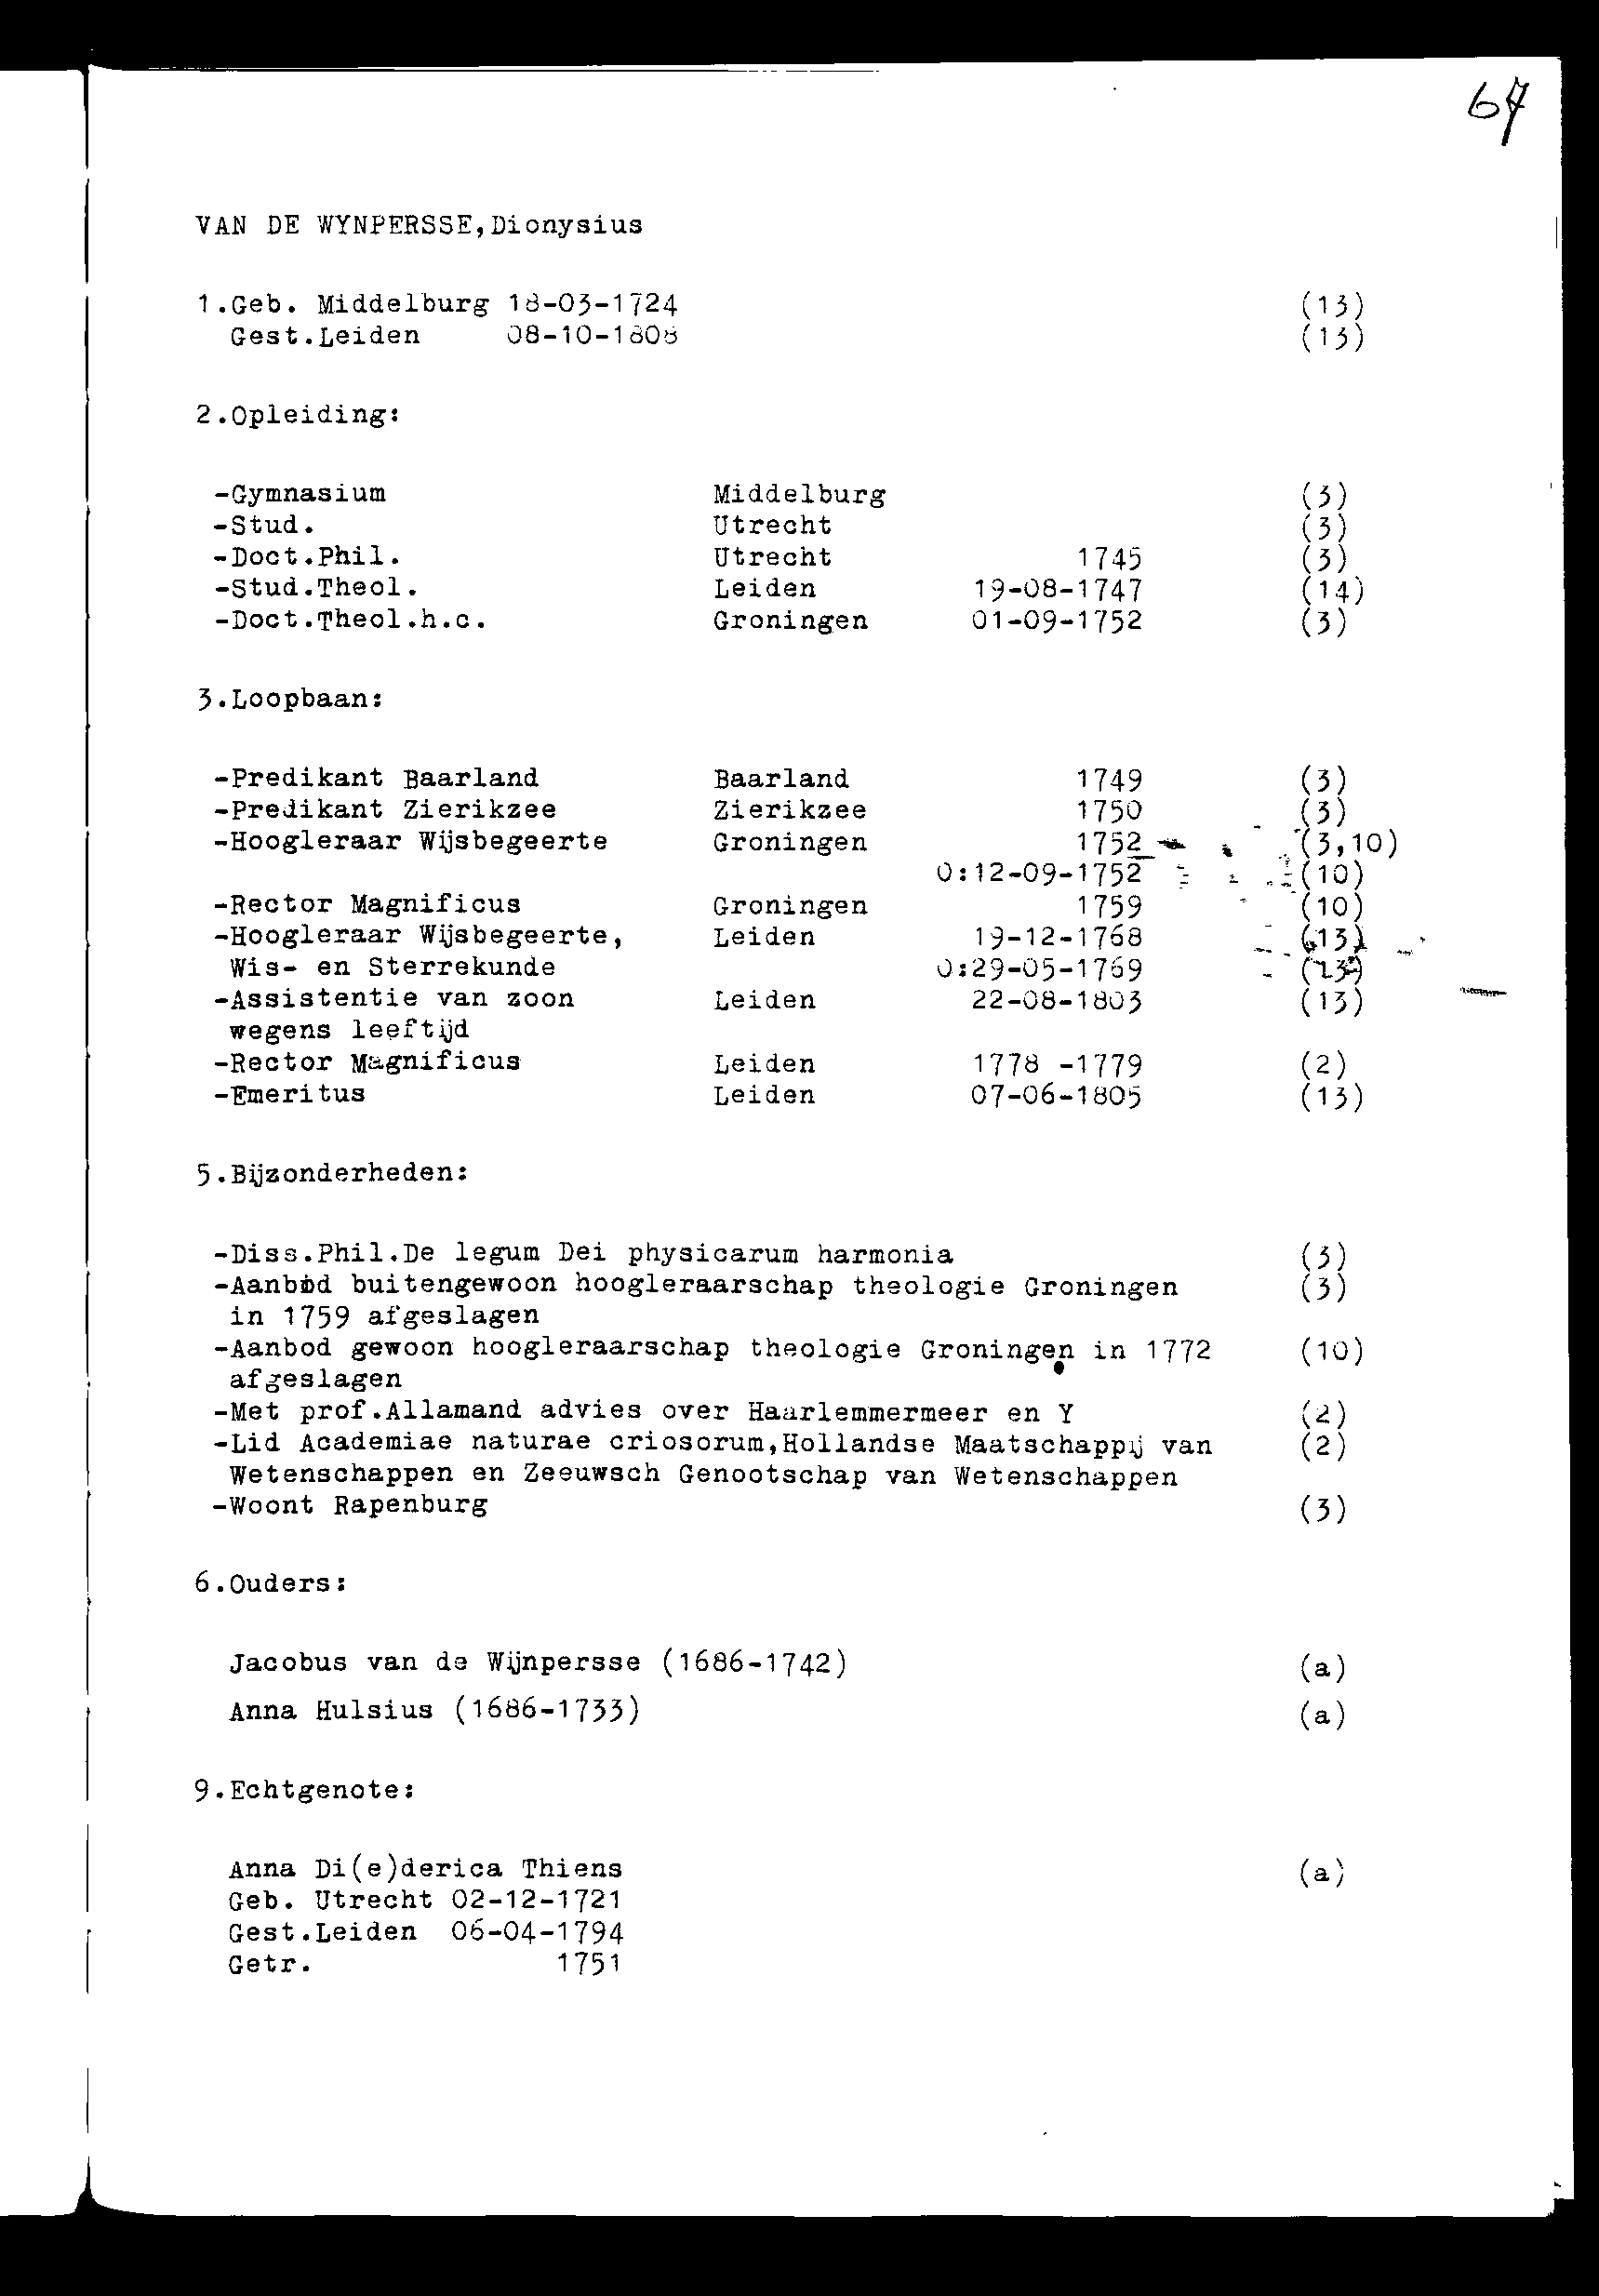 67
VAN DE WYNPERSSE,Dionysius
1.Geb. Middelburg 18-03-1724 (13)
Gest.Leiden 08-10-1808 (13)
2.Opleiding:
-Gymnasium Middelburg (3)
-Stud. Utrecht (3)
-Doct.Phil. Utrecht 1745 (3)
-Stud.Theol. Leiden 19-08-1747 (14)
-Doct.Theol.h.c. Groningen 01-09-1752 (3)
3.Loopbaan:
-Predikant Baarland Baarland 1749 (3)
-Predikant Zierikzee Zierikzee 1750 (3)
-Hoogleraar Wijsbegeerte Groningen 1752 (3,10)
O:12-09-1752 (10)
-Rector Magnificus Groningen 1759 (10)
-Hoogleraar Wijsbegeerte, Leiden 19-12-1768 (13)
Wis- en Sterrekunde O:29-05-1769 (13)
-Assistentie van zoon Leiden 22-08-1803 (13)
wegens leeftijd
-Rector Magnificus Leiden 1778 -1779 (2)
-Emeritus Leiden 07-06-1805 (13)
5.Bijzonderheden:
-Diss.Phil.De legum Dei physicarum harmonia (3)
-Aanbod buitengewoon hoogleraarschap theologie Groningen (3)
in 1759 afgeslagen
-Aanbod gewoon hoogleraarschap theologie Groningen in 1772 (10)
afgeslagen
-Met prof.Allamand advies over Haarlemmermeer en Y (2)
-Lid Academiae naturae criosorum,Hollandse Maatschappij van (2)
Wetenschappen en Zeeuwsch Genootschap van Wetenschappen
-Woont Rapenburg (3)
6.Ouders:
Jacobus van de Wijnpersse (1686-1742) (a)
Anna Hulsius (1686-1733) (a)
9.Echtgenote:
Anna Di(e)derica Thiens (a)
Geb. Utrecht 02-12-1721
Gest.Leiden 06-04-1794
Getr. 1751